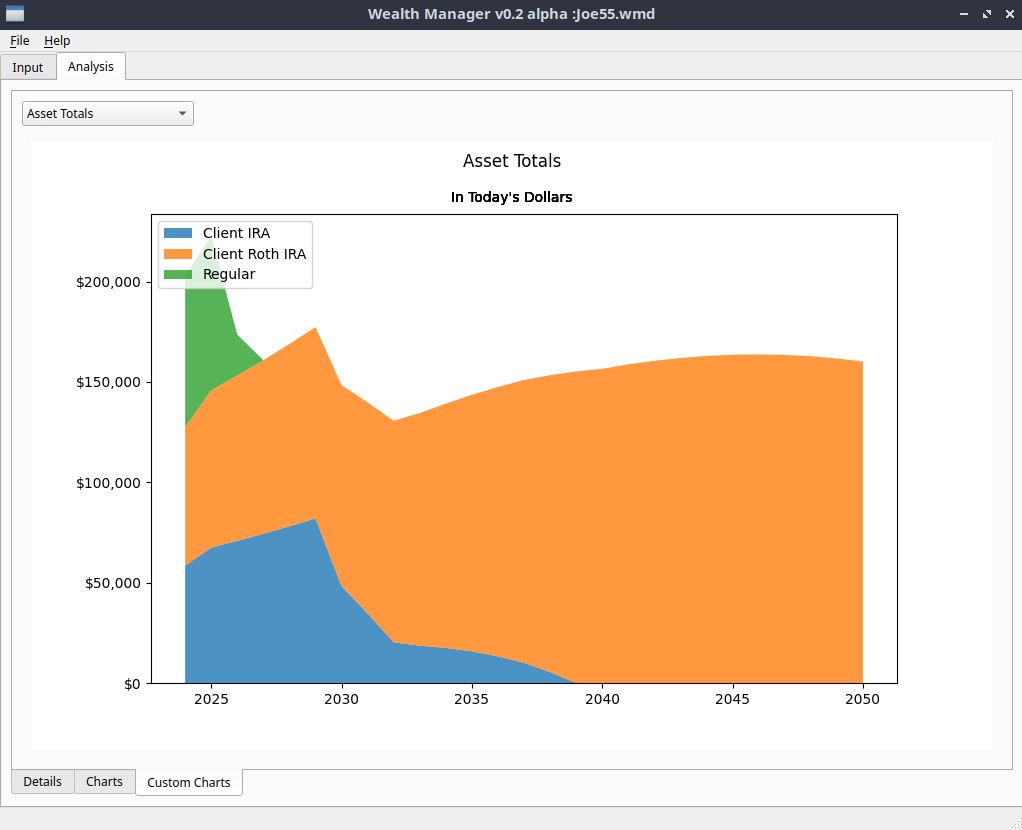 Wealth Manager v0.2 alpha :Joe55.wmd
File Help
Input Analysis
Asset Totals
Asset Totals
In Today's Dollars
Client IRA
Client Roth IRA
Regular
$200,000
$150,000
$100,000
$50,000
$0
2025 2030 2035 2040 2045 2050
Details Charts Custom Charts